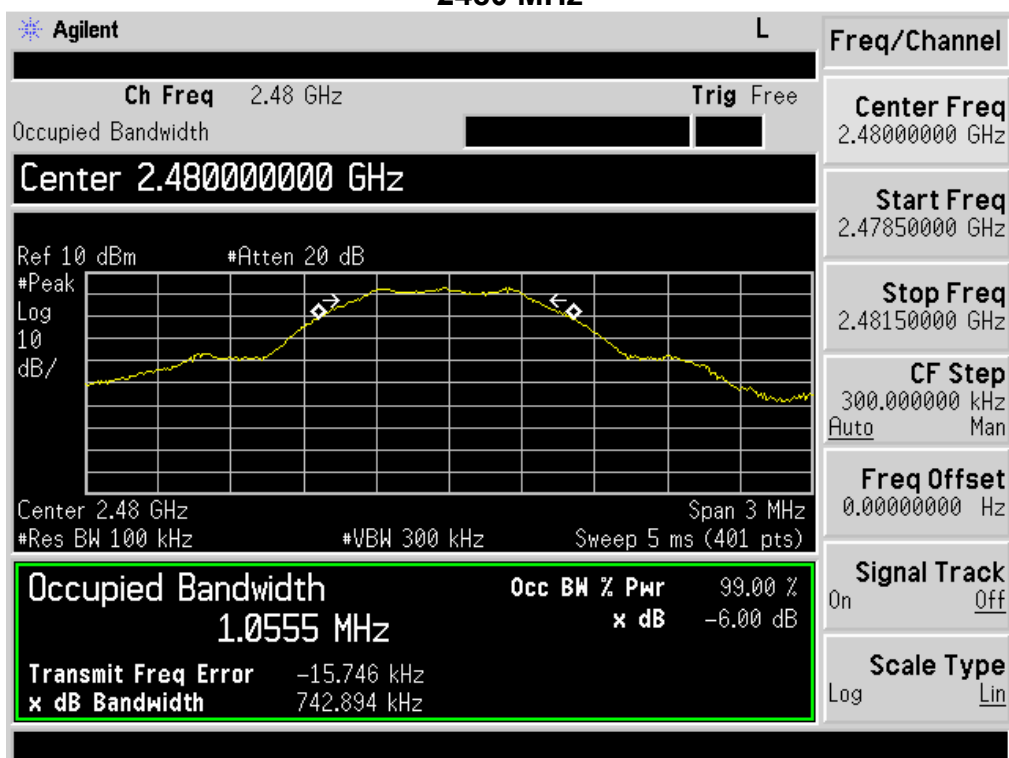 2480 MHz
Agilent L
Ch Freq 2.48 GHz Trig Free
Occupied Bandwidth
Center 2.480000000 GHz
Ref 10 dBm #Atten 20 dB
#Peak
Log
10
dB/
Center 2.48 GHz Span 3 MHz
#Res BW 100 kHz #VBW 300 kHz Sweep 5 ms (401 pts)
Occupied Bandwidth Occ BW % Pwr 99.00 %
1.0555 MHz x dB -6.00 dB
Transmit Freq Error -15.746 kHz
x dB Bandwidth 742.894 kHz
Freq/Channel
Center Freq
2.48000000 GHz
Start Freq
2.47850000 GHz
Stop Freq
2.48150000 GHz
CF Step
300.000000 kHz
Auto Man
Freq Offset
0.00000000 Hz
Signal Track
On Off
Scale Type
Log Lin